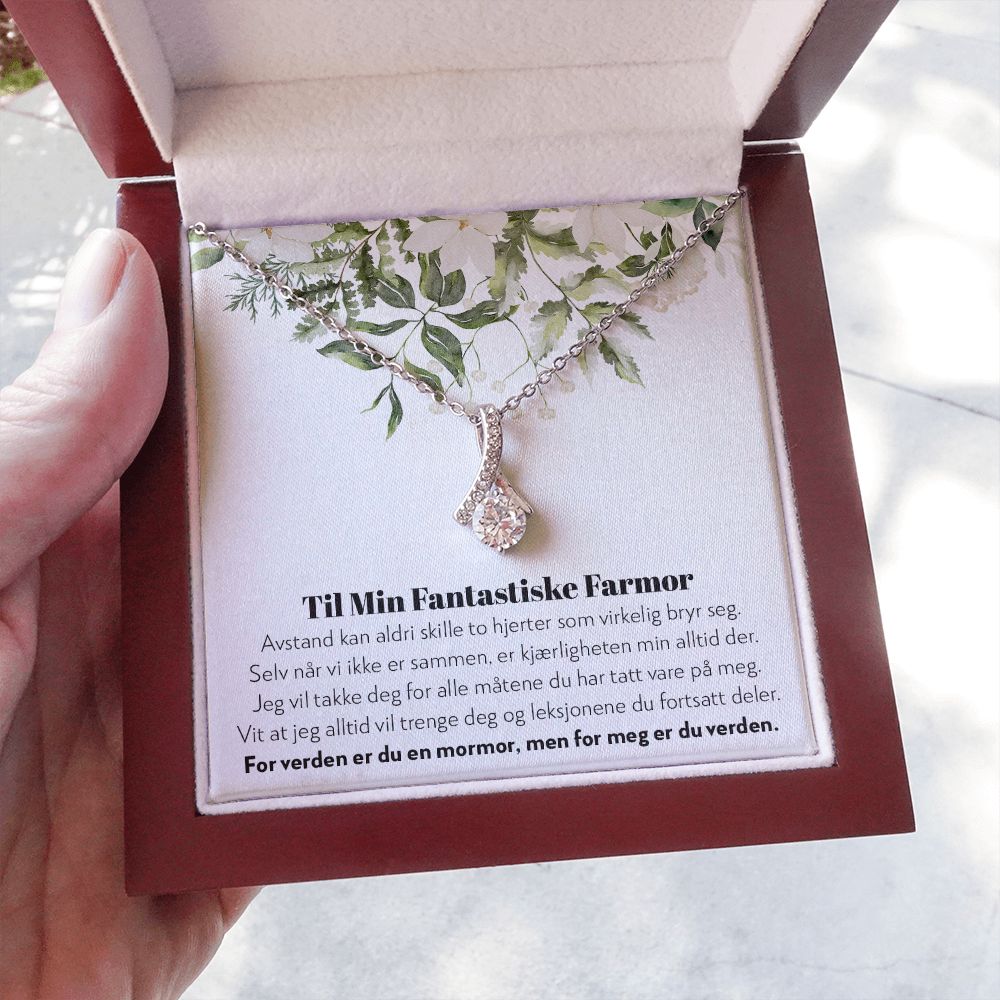 Til Min Fantastiske Farmor
Avstand kan aldri skille to hjerter som virkelig bryr seg.
Selv når vi ikke er sammen, er kjærligheten min alltid der.
Jeg vil takke deg for alle måtene du har tatt vare på meg.
Vit at jeg alltid vil trenge deg og leksjonene du fortsatt deler.
For verden er du en mormor, men for meg er du verden.